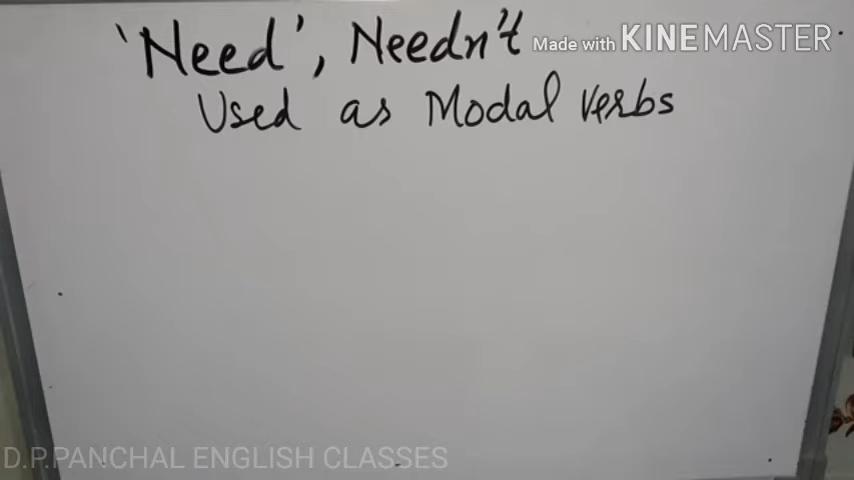 'Need', Needn't
Made with KINEMASTER
Used as Modal verbs
D.P.PANCHAL ENGLISH CLASSES